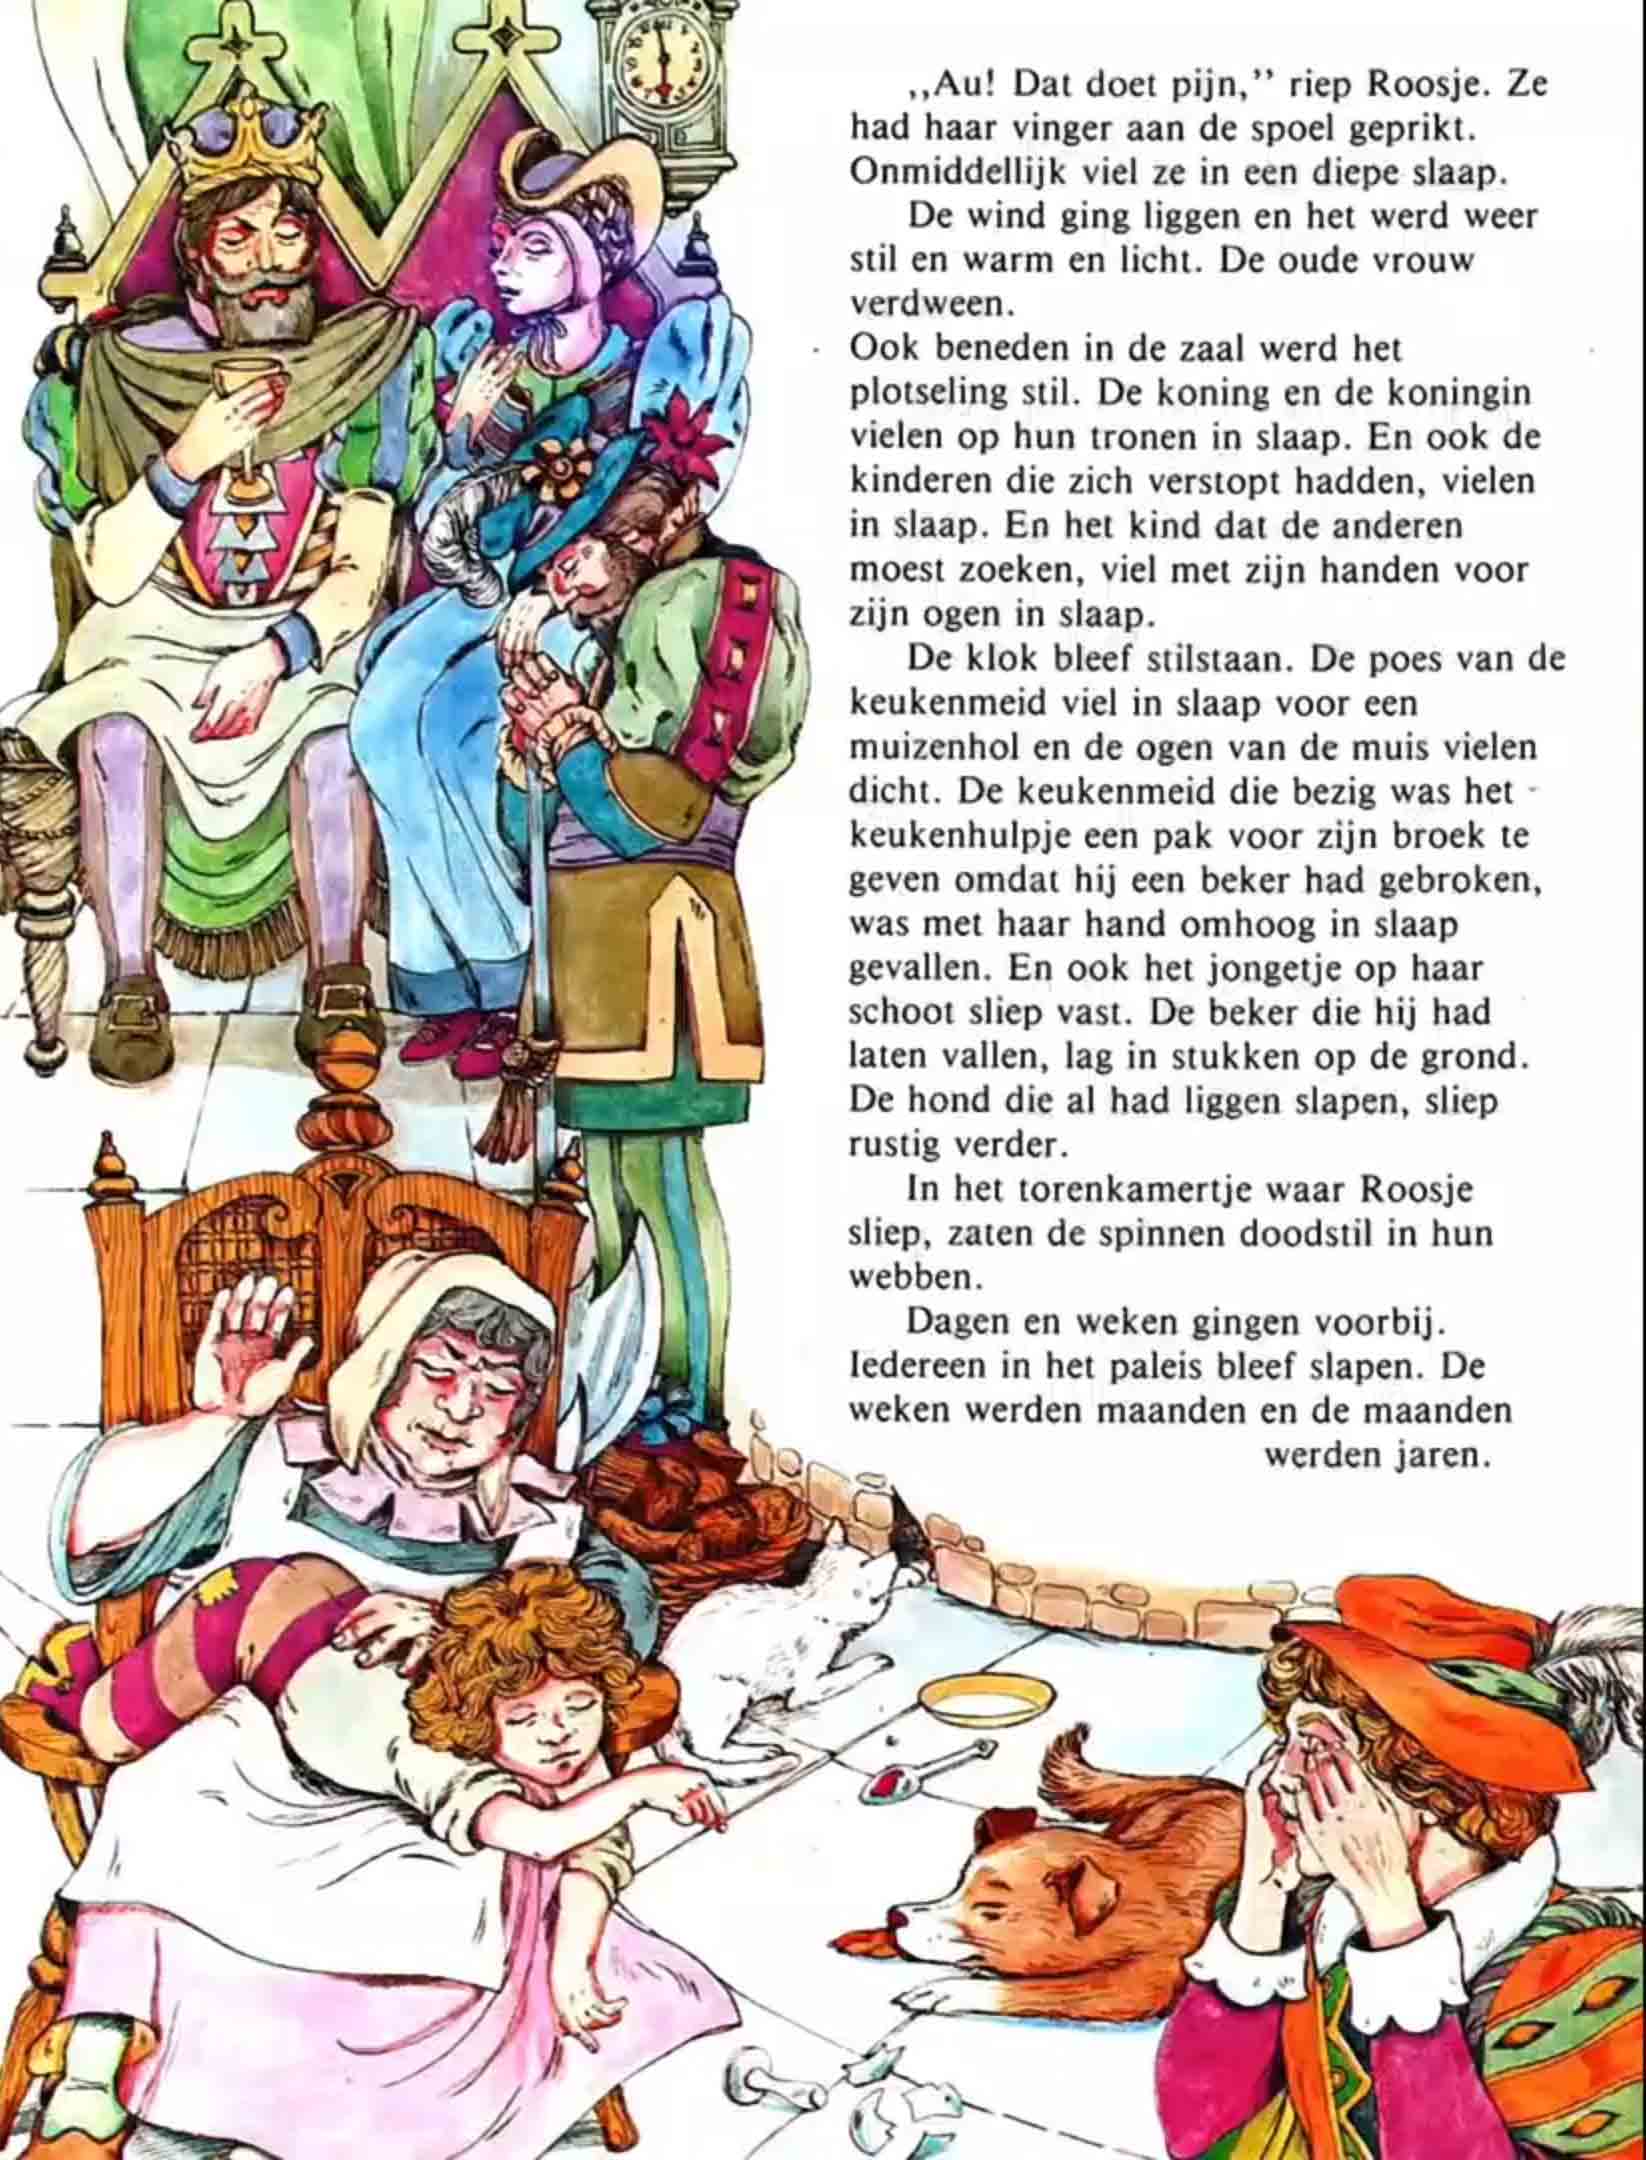 ,,Au! Dat doet pijn,'' riep Roosje. Ze
had haar vinger aan de spoel geprikt.
Onmiddellijk viel ze in een diepe slaap.
De wind ging liggen en het werd weer
stil en warm en licht. De oude vrouw
verdween.
Ook beneden in de zaal werd het
plotseling stil. De koning en de koningin
vielen op hun tronen in slaap. En ook de
kinderen die zich verstopt hadden, vielen
in slaap. En het kind dat de anderen
moest zoeken, viel met zijn handen voor
zijn ogen in slaap.
De klok bleef stilstaan. De poes van de
keukenmeid viel in slaap voor een
muizenhol en de ogen van de muis vielen
dicht. De keukenmeid die bezig was het
keukenhulpje een pak voor zijn broek te
geven omdat hij een beker had gebroken,
was met haar hand omhoog in slaap
gevallen. En ook het jongetje op haar
schoot sliep vast. De beker die hij had
laten vallen, lag in stukken op de grond.
De hond die al had liggen slapen, sliep
rustig verder.
In het torenkamertje waar Roosje
sliep, zaten de spinnen doodstil in hun
webben.
Dagen en weken gingen voorbij.
Iedereen in het paleis bleef slapen. De
weken werden maanden en de maanden
werden jaren.